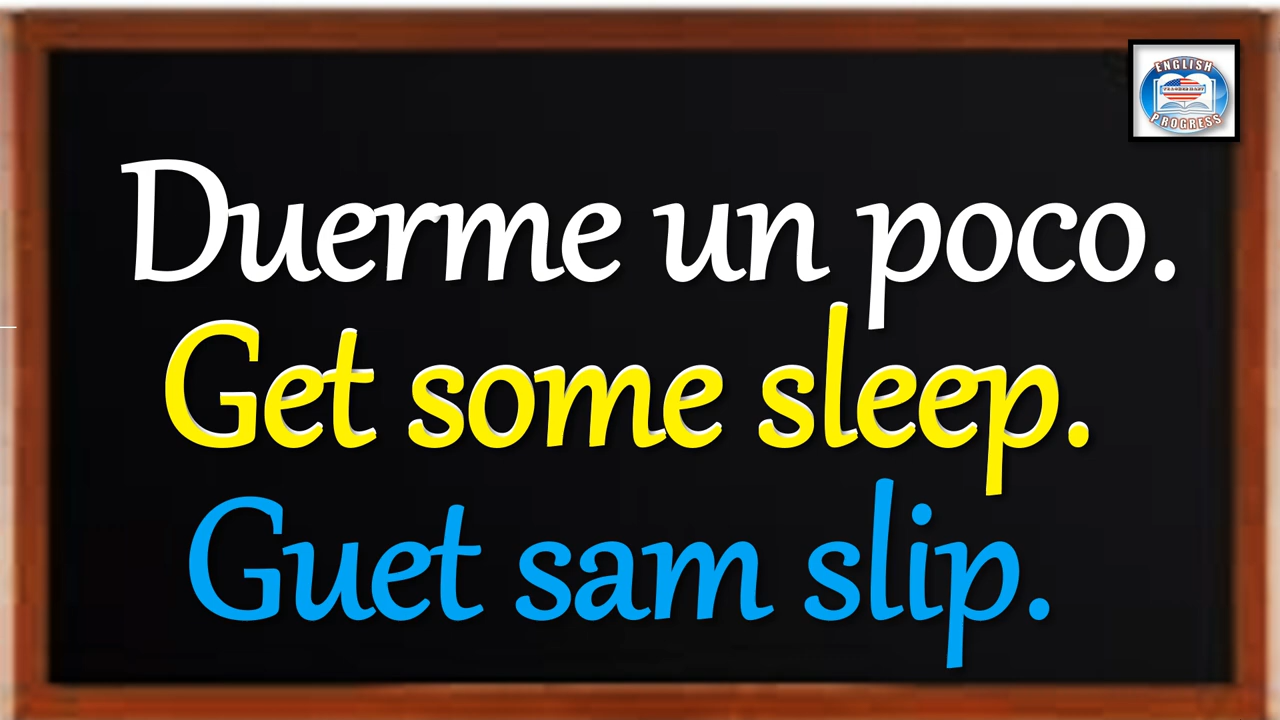 ENGLISH
PROGRESS
Duerme un poco.
Get some sleep.
Guet sam slip.